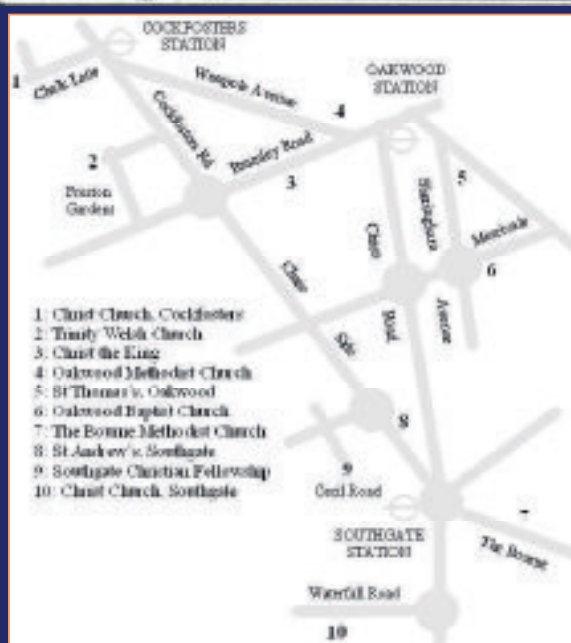 COCKFOSTERS
STATION
1
Chalk Lane
Westpole Avenue
OAKWOOD
STATION
4
Cockfosters Rd
Bramley Road
2
3
5
Preston
Gardens
Chase
Chase
Merrivale
6
Side
Road
Avenue
1: Christ Church, Cockfosters
2: Trinity Welsh Church
3: Christ the King
4: Oakwood Methodist Church
5: St Thomas's, Oakwood
6: Oakwood Baptist Church
7: The Bourne Methodist Church
8: St Andrew's, Southgate
9: Southgate Christian Fellowship
10: Christ Church, Southgate
8
9
Cecil Road
7
SOUTHGATE
STATION
The Bourne
Waterfall Road
10